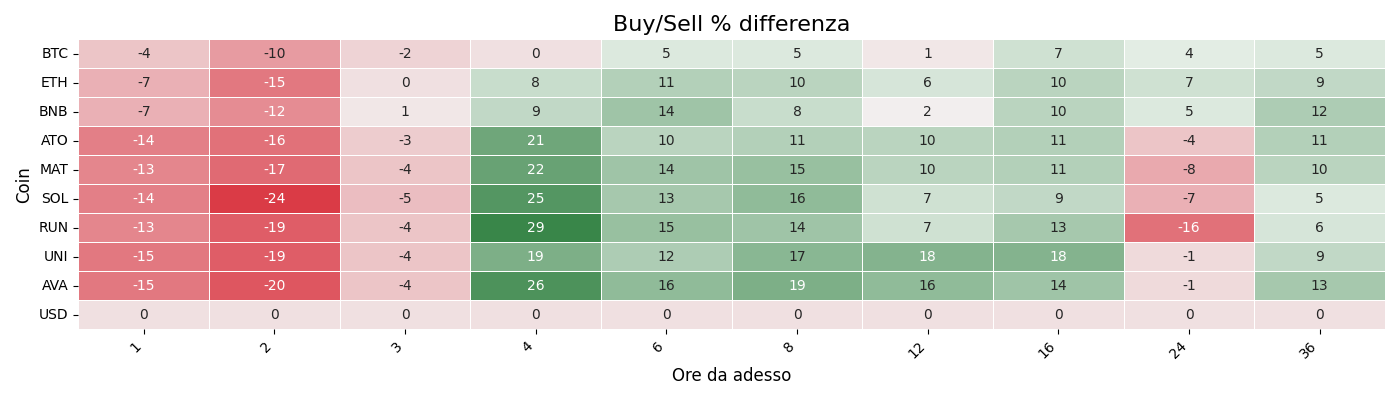 Buy/Sell % differenza
Coin
BTC -4 -10 -2 0 5 5 1 7 4 5
ETH -7 -15 0 8 11 10 6 10 7 9
BNB -7 -12 1 9 14 8 2 10 5 12
ATO -14 -16 -3 21 10 11 10 11 -4 11
MAT -13 -17 -4 22 14 15 10 11 -8 10
SOL -14 -24 -5 25 13 16 7 9 -7 5
RUN -13 -19 -4 29 15 14 7 13 -16 6
UNI -15 -19 -4 19 12 17 18 18 -1 9
AVA -15 -20 -4 26 16 19 16 14 -1 13
USD 0 0 0 0 0 0 0 0 0 0
1 2 3 4 6 8 12 16 24 36
Ore da adesso